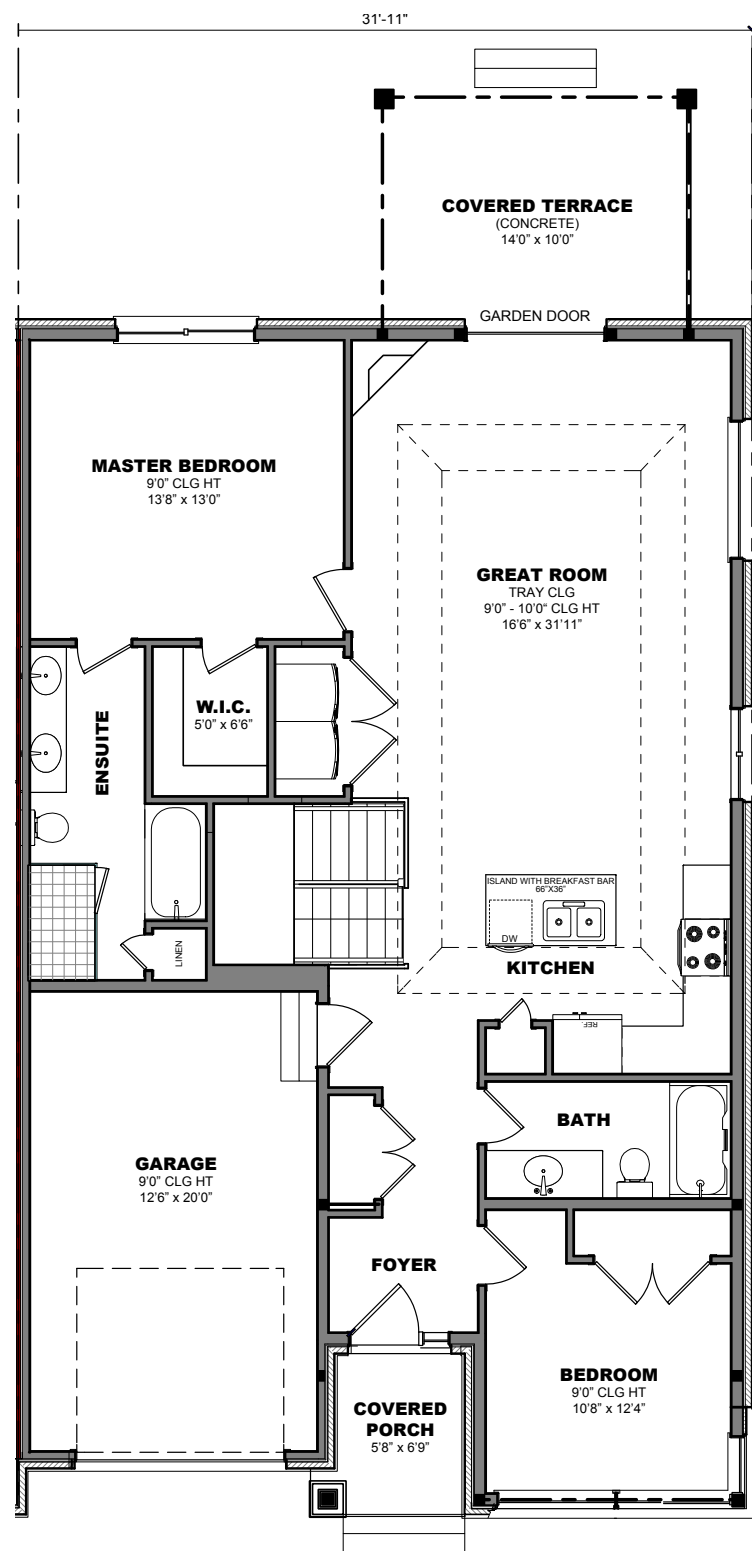 31'-11"
COVERED TERRACE
(CONCRETE)
14'0" x 10'0"
GARDEN DOOR
MASTER BEDROOM
9'0" CLG HT
13'8" x 13'0"
GREAT ROOM
TRAY CLG
9'0" - 10'0" CLG HT
16'6" x 31'11"
W.I.C.
5'0" x 6'6"
ENSUITE
ISLAND WITH BREAKFAST BAR
66"X36"
DW
KITCHEN
LINEN
REF.
BATH
GARAGE
9'0" CLG HT
12'6" x 20'0"
FOYER
BEDROOM
9'0" CLG HT
10'8" x 12'4"
COVERED
PORCH
5'8" x 6'9"